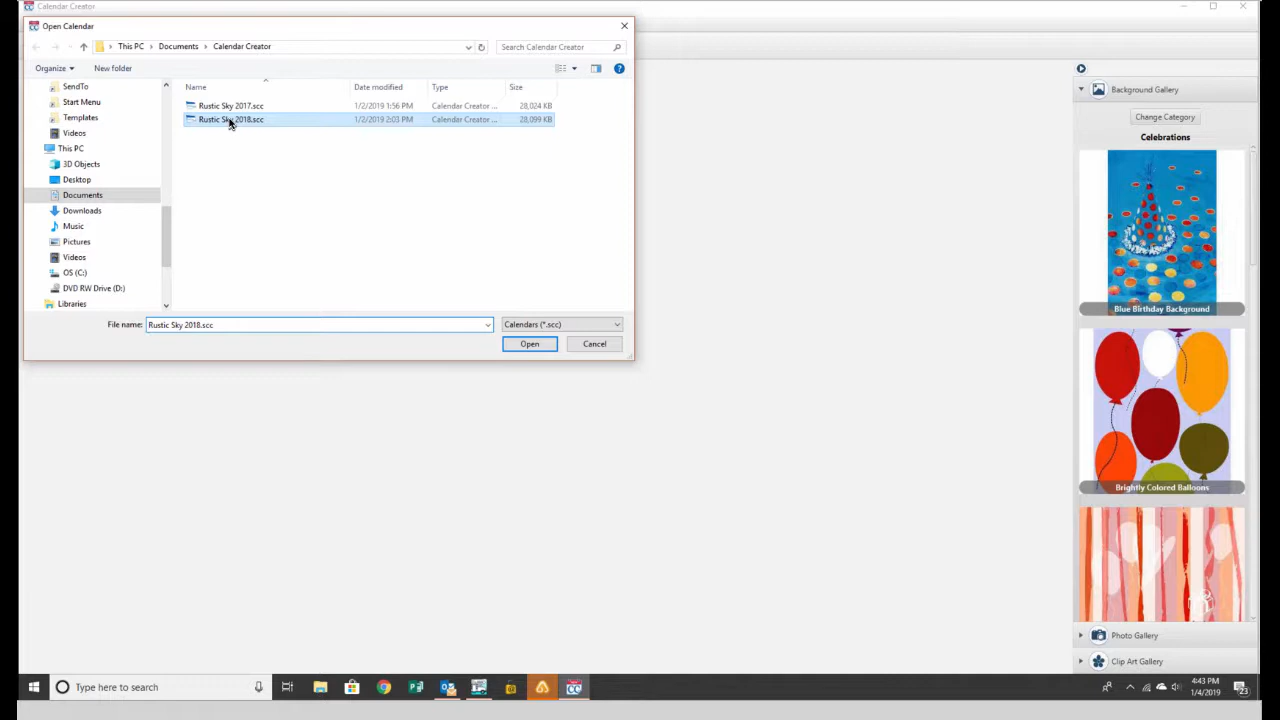 Calendar Creator
Open Calendar
This PC > Documents > Calendar Creator
Search Calendar Creator
Organize
New folder
Name Date modified Type Size
Rustic Sky 2017.scc 1/2/2019 1:56 PM Calendar Creator ... 28,024 KB
Rustic Sky 2018.scc 1/2/2019 2:03 PM Calendar Creator ... 28,099 KB
SendTo
Start Menu
Templates
Videos
This PC
3D Objects
Desktop
Documents
Downloads
Music
Pictures
Videos
OS (C:)
DVD RW Drive (D:)
Libraries
File name: Rustic Sky 2018.scc
Calendars (*.scc)
Open
Cancel
Background Gallery
Change Category
Celebrations
Blue Birthday Background
Brightly Colored Balloons
Photo Gallery
Clip Art Gallery
Type here to search
4:43 PM
1/4/2019
23